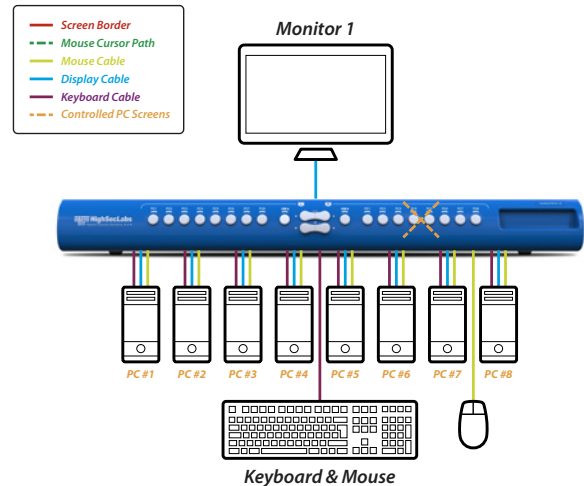 Screen Border
Mouse Cursor Path
Mouse Cable
Display Cable
Keyboard Cable
Controlled PC Screens
Monitor 1
HighSecLabs
PC #1
PC #2
PC #3
PC #4
PC #5
PC #6
PC #7
PC #8
Keyboard & Mouse